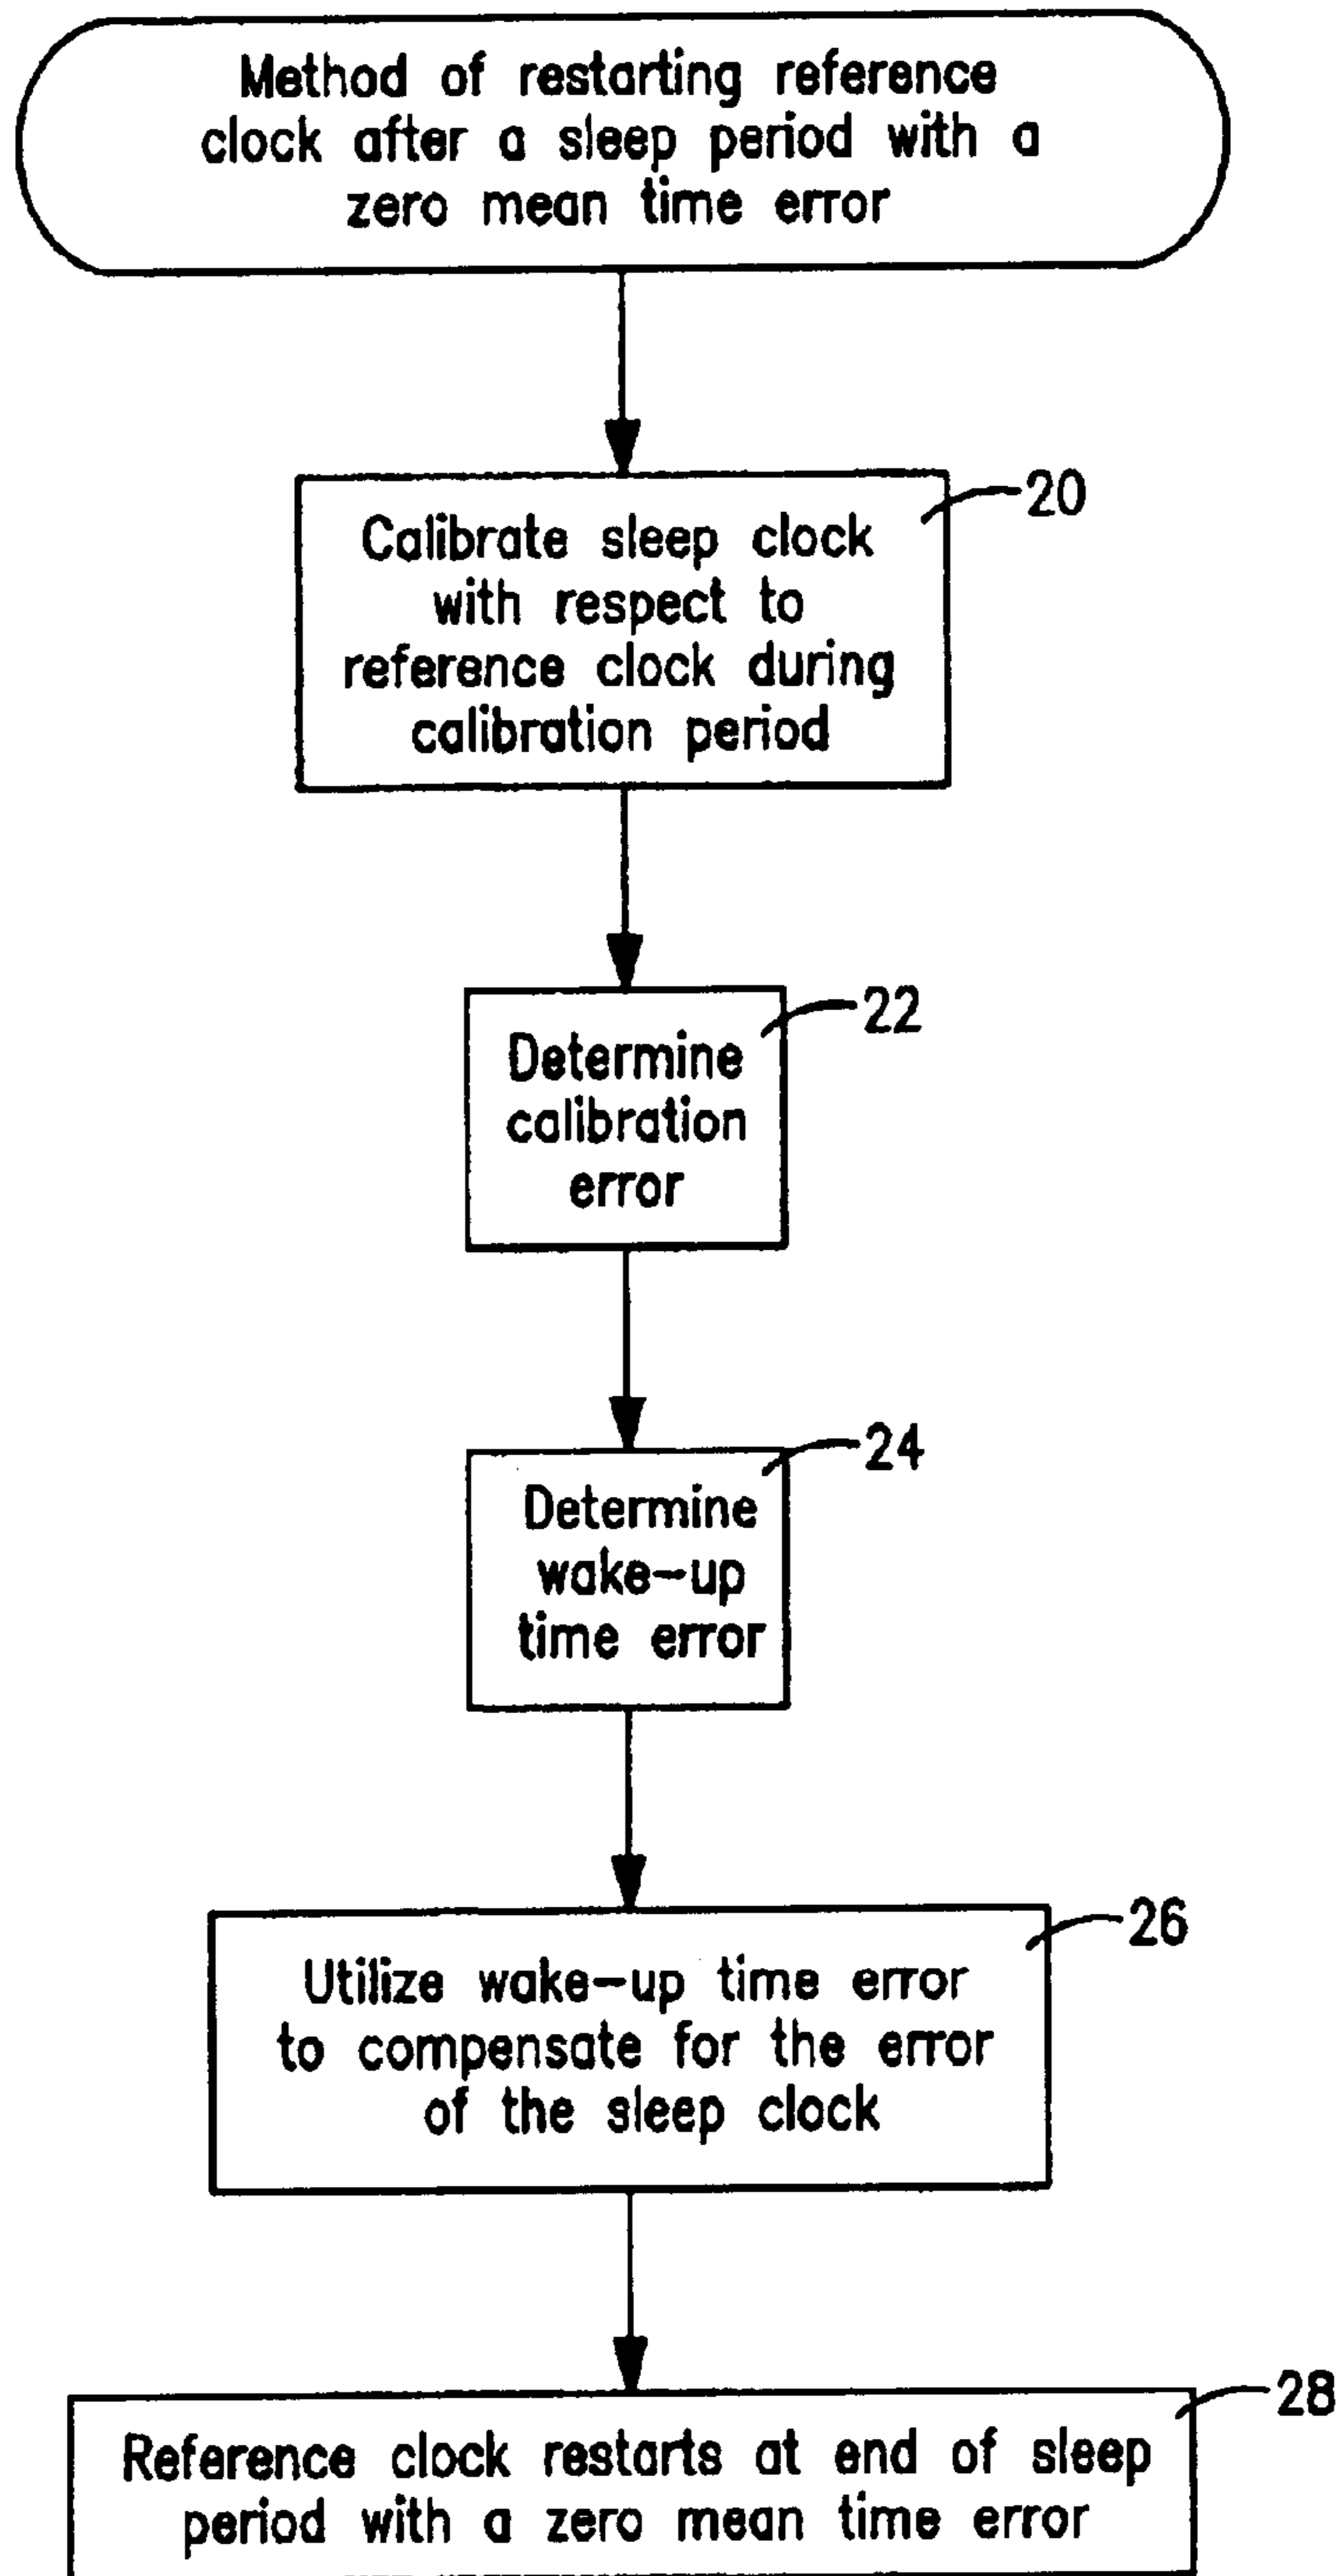 Method of restarting reference
clock after a sleep period with a
zero mean time error
20
Calibrate sleep clock
with respect to
reference clock during
calibration period
22
Determine
calibration
error
24
Determine
wake-up
time error
26
Utilize wake-up time error
to compensate for the error
of the sleep clock
28
Reference clock restarts at end of sleep
period with a zero mean time error